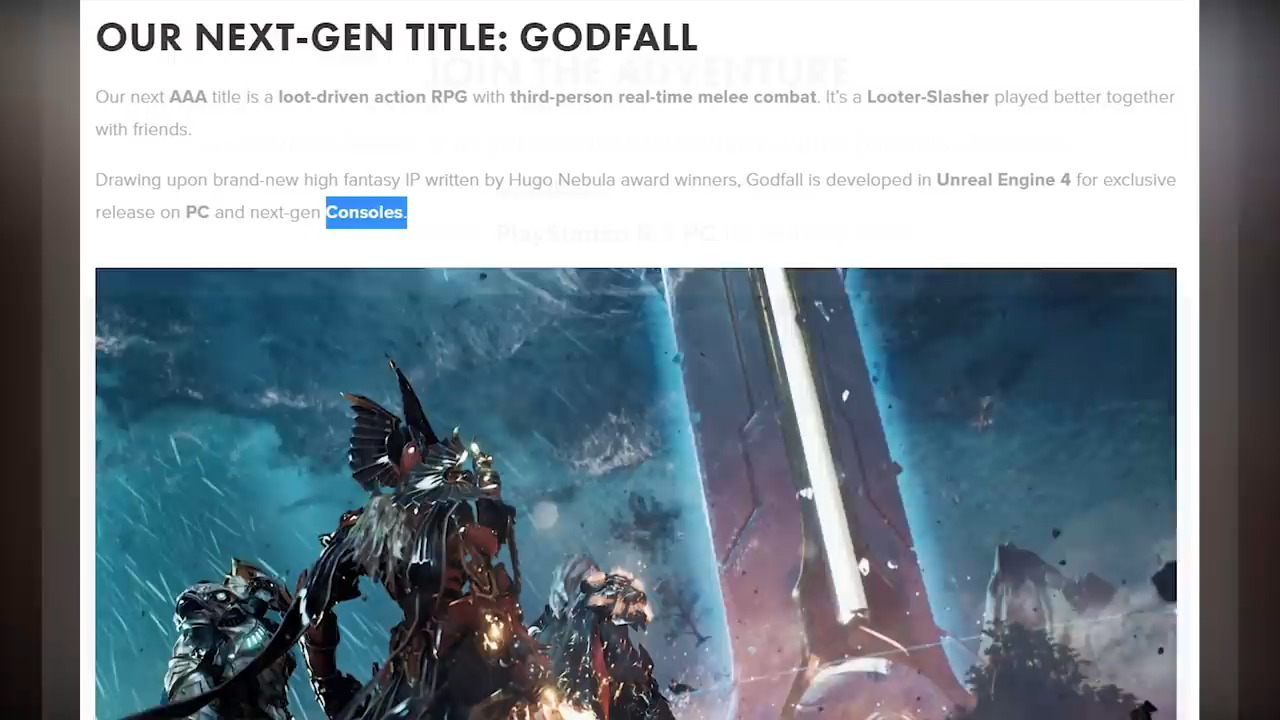 OUR NEXT-GEN TITLE: GODFALL
JOIN THE ADVENTURE
Our next AAA title is a loot-driven action RPG with third-person real-time melee combat. It's a Looter-Slasher played better together
with friends.
Drawing upon brand-new high fantasy IP written by Hugo Nebula award winners, Godfall is developed in Unreal Engine 4 for exclusive
release on PC and next-gen Consoles.